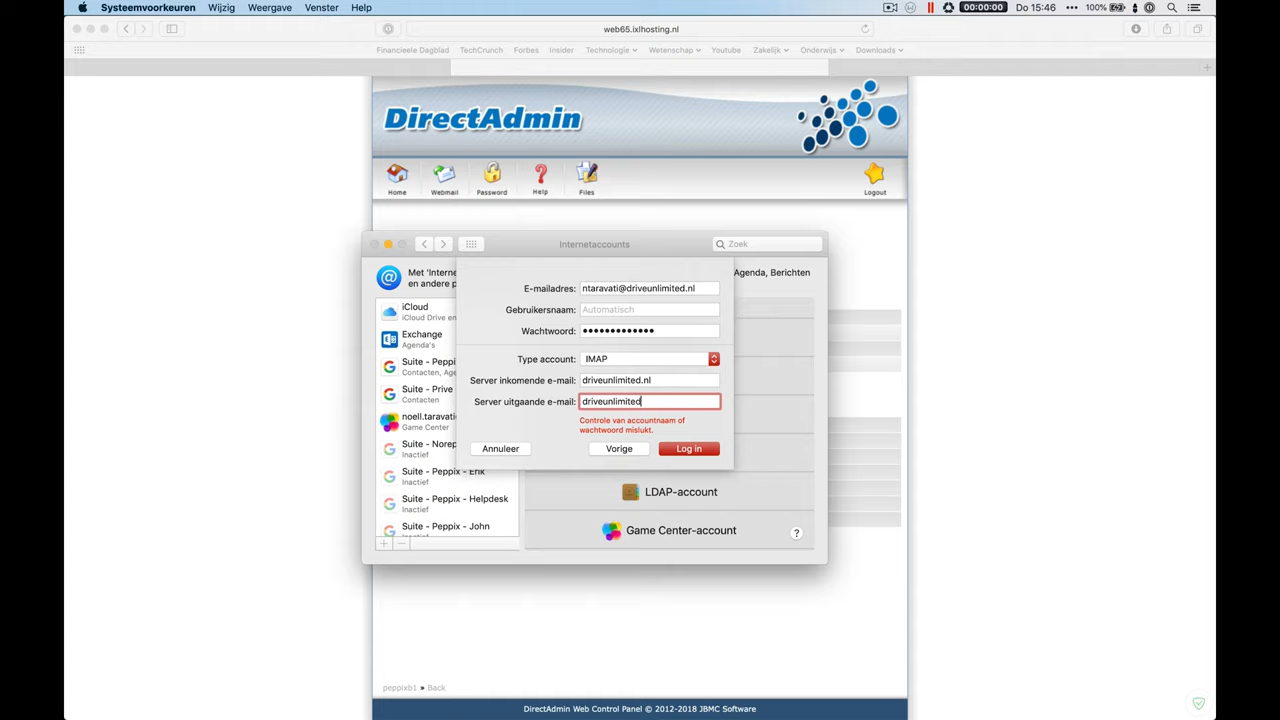 Systeemvoorkeuren Wijzig Weergave Venster Help 00:00:00 100% Do 15:46
web65.ixlhosting.nl
Financieele Dagblad TechCrunch Forbes Insider Technologie Wetenschap Youtube Zakelijk Onderwijs Downloads
DirectAdmin
Home Webmail Password Help Files Logout
Internetaccounts Zoek
Met 'Interne Agenda, Berichten
en andere p
E-mailadres: ntaravati@driveunlimited.nl
Gebruikersnaam: Automatisch
Wachtwoord: •••••••••••••
Type account: IMAP
Server inkomende e-mail: driveunlimited.nl
Server uitgaande e-mail: driveunlimited
Controle van accountnaam of
wachtwoord mislukt.
Annuleer Vorige Log in
iCloud
iCloud Drive en
Exchange
Agenda's
Suite - Peppi
Contacten, Agen
Suite - Prive
Contacten
noell.taravati
Game Center
Suite - Norep
Inactief
Suite - Peppix - Erik
Inactief
Suite - Peppix - Helpdesk
Inactief
Suite - Peppix - John
LDAP-account
Game Center-account ?
+ −
peppixb1 » Back
DirectAdmin Web Control Panel © 2012-2018 JBMC Software